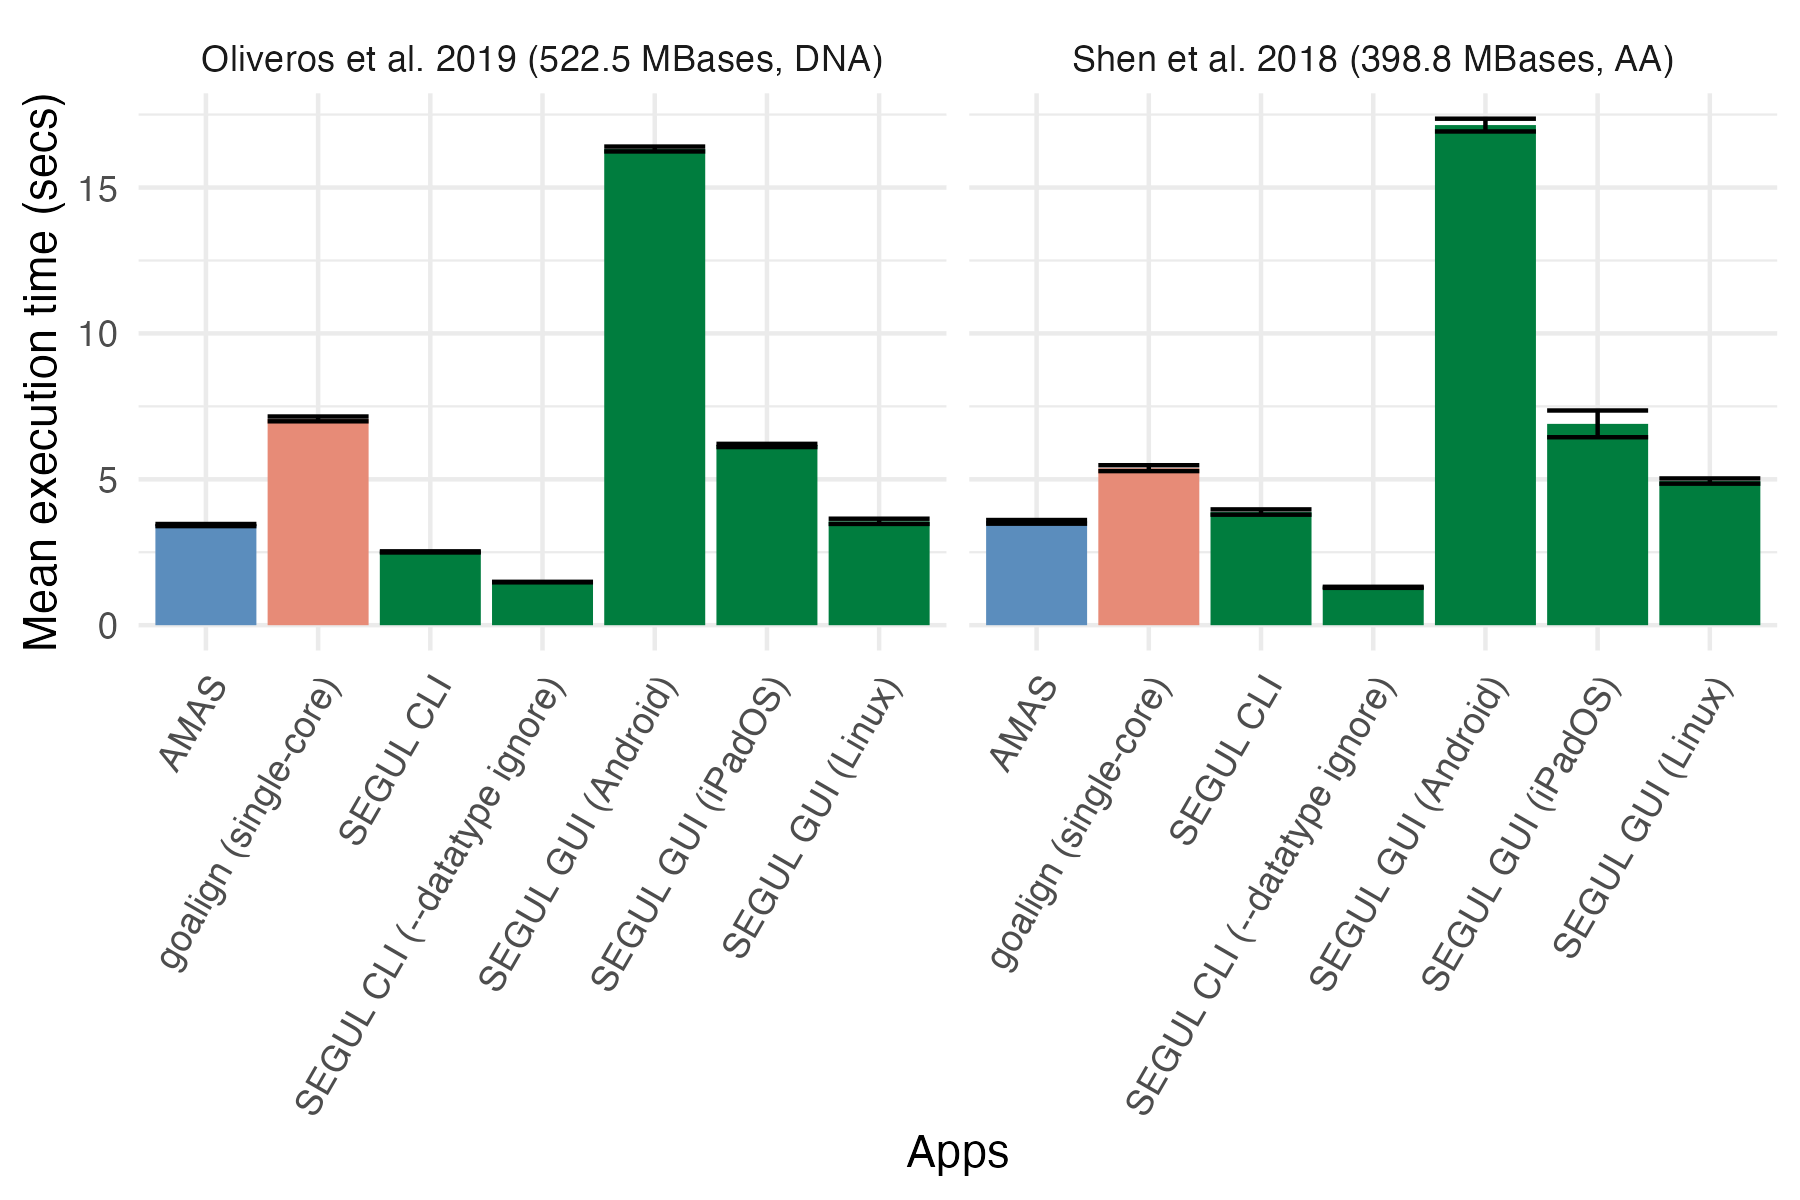 Oliveros et al. 2019 (522.5 MBases, DNA)
Shen et al. 2018 (398.8 MBases, AA)
Mean execution time (secs)
15
10
5
0
AMAS
goalign (single-core)
SEGUL CLI
SEGUL CLI (--datatype ignore)
SEGUL GUI (Android)
SEGUL GUI (iPadOS)
SEGUL GUI (Linux)
AMAS
goalign (single-core)
SEGUL CLI
SEGUL CLI (--datatype ignore)
SEGUL GUI (Android)
SEGUL GUI (iPadOS)
SEGUL GUI (Linux)
Apps